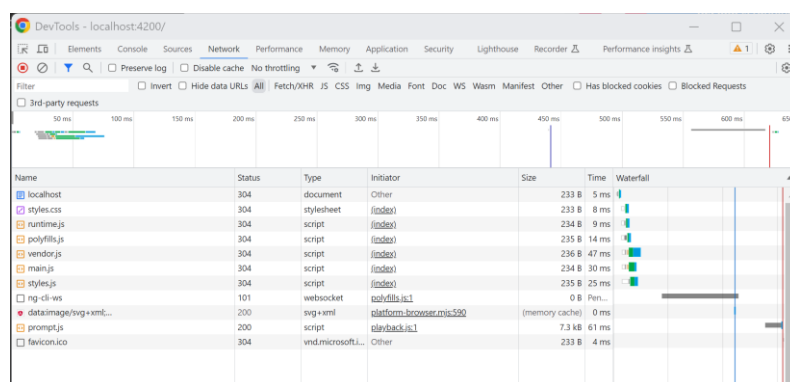 DevTools - localhost:4200/
Elements Console Sources Network Performance Memory Application Security Lighthouse Recorder Performance insights 1
Preserve log Disable cache No throttling
Filter Invert Hide data URLs All Fetch/XHR JS CSS Img Media Font Doc WS Wasm Manifest Other Has blocked cookies Blocked Requests
3rd-party requests
50 ms 100 ms 150 ms 200 ms 250 ms 300 ms 350 ms 400 ms 450 ms 500 ms 550 ms 600 ms 65
Name Status Type Initiator Size Time Waterfall
localhost 304 document Other 233 B 5 ms
styles.css 304 stylesheet (index) 233 B 8 ms
runtime.js 304 script (index) 234 B 9 ms
polyfills.js 304 script (index) 235 B 14 ms
vendor.js 304 script (index) 236 B 47 ms
main.js 304 script (index) 234 B 30 ms
styles.js 304 script (index) 235 B 25 ms
ng-cli-ws 101 websocket polyfills.js:1 0 B Pen...
data:image/svg+xml;... 200 svg+xml platform-browser.mjs:590 (memory cache) 0 ms
prompt.js 200 script playback.js:1 7.3 kB 61 ms
favicon.ico 304 vnd.microsoft.i... Other 233 B 4 ms